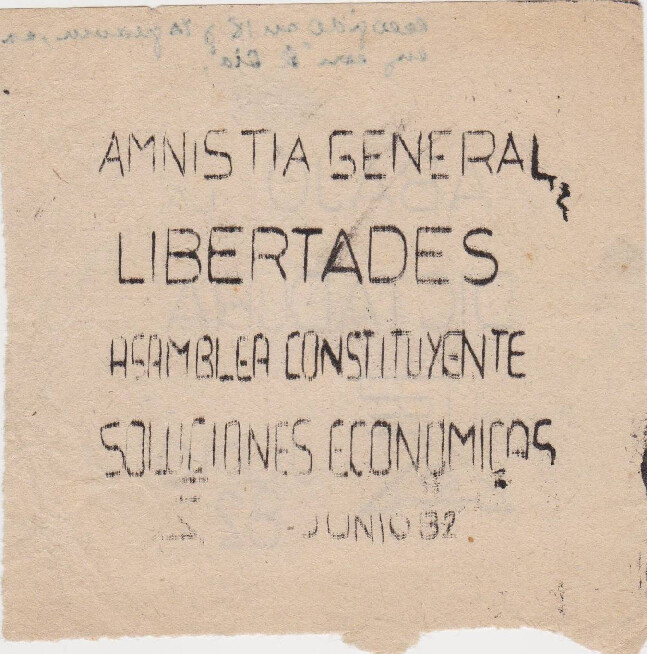 AMNISTIA GENERAL
LIBERTADES
ASAMBLEA CONSTITUYENTE
SOLUCIONES ECONOMICAS
- JUNIO 82